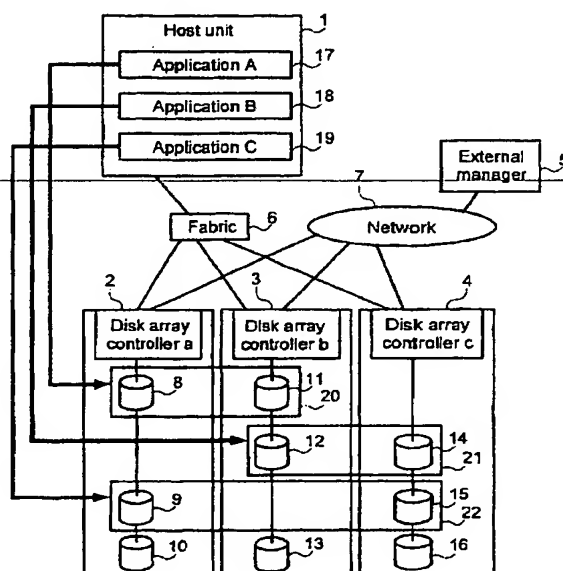 1
Host unit
Application A 17
Application B 18
Application C 19
External manager 5
7
Network
Fabric 6
2 3 4
Disk array controller a
Disk array controller b
Disk array controller c
8
11
20
12
14
21
9
15
22
10
13
16